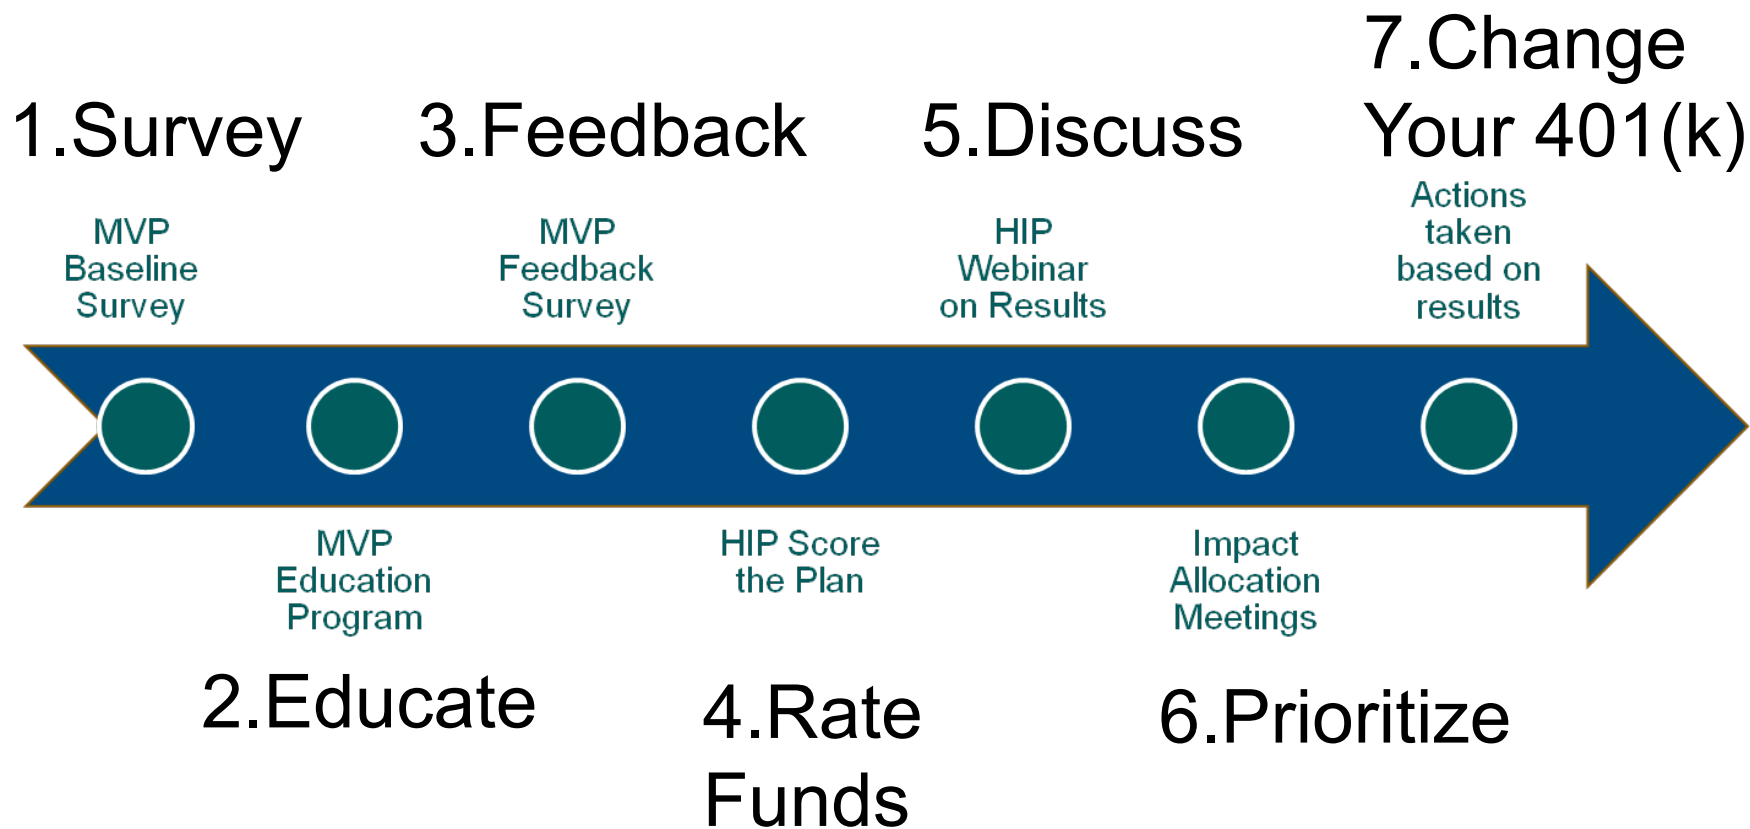 1.Survey
MVP
Baseline
Survey
2.Educate
MVP
Education
Program
3.Feedback
MVP
Feedback
Survey
4.Rate
Funds
HIP Score
the Plan
5.Discuss
HIP
Webinar
on Results
6.Prioritize
Impact
Allocation
Meetings
7.Change
Your 401(k)
Actions
taken
based on
results